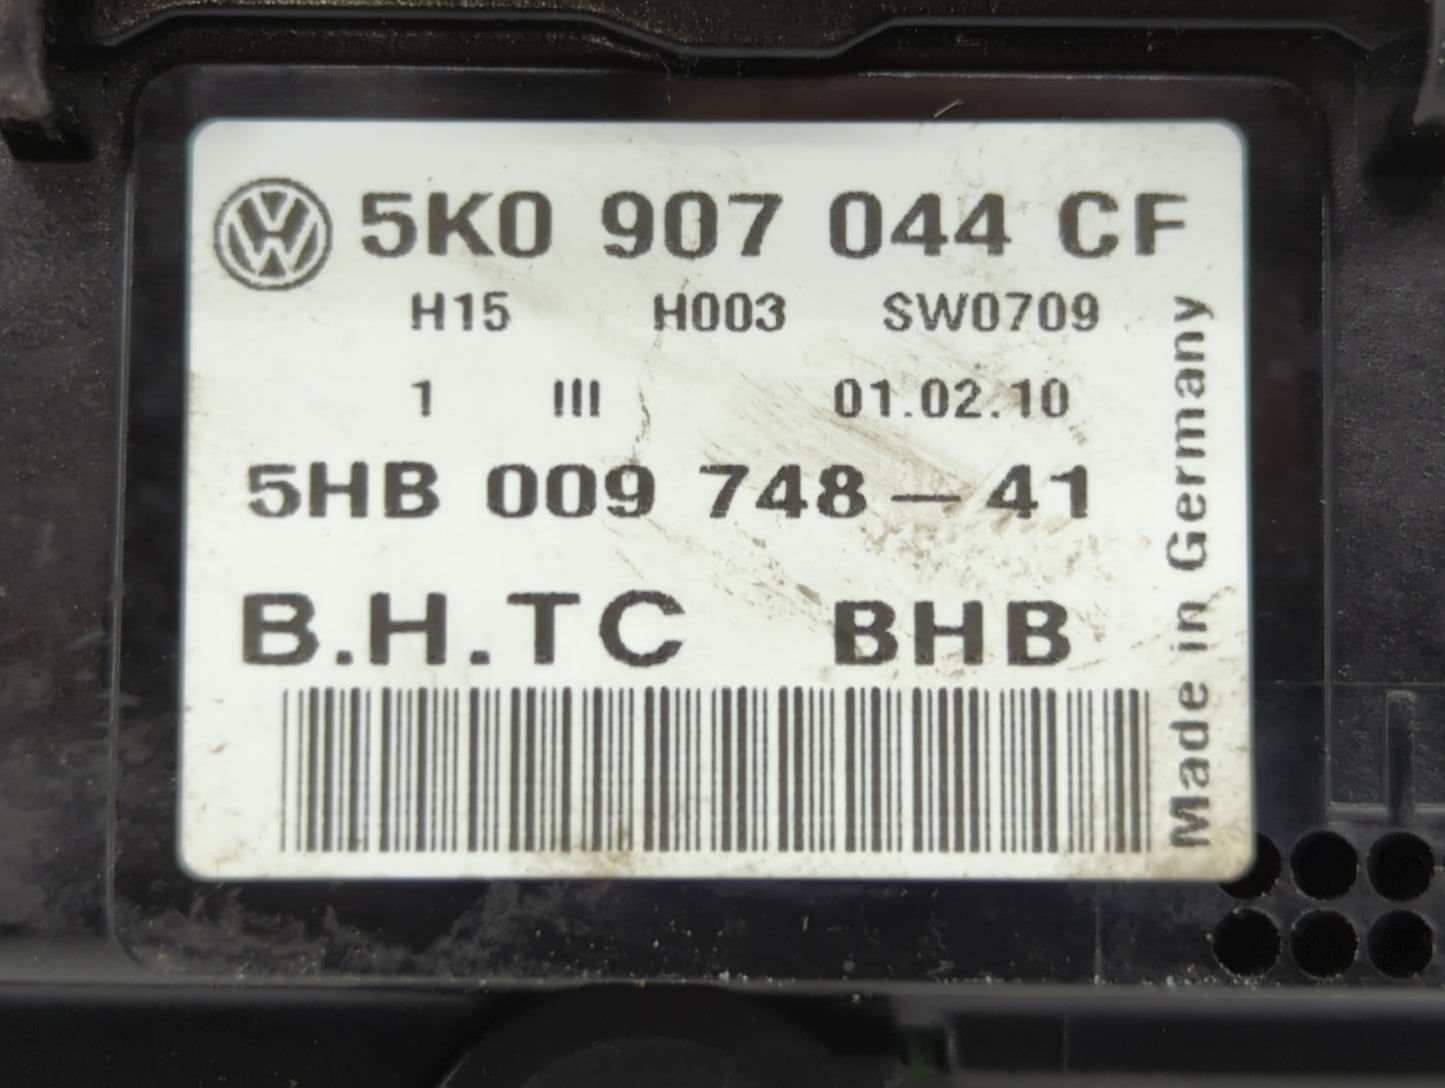 5K0 907 044 CF
H15 H003 SW0709
1 III 01.02.10
5HB 009 748-41
B.H.TC BHB
Made in Germany